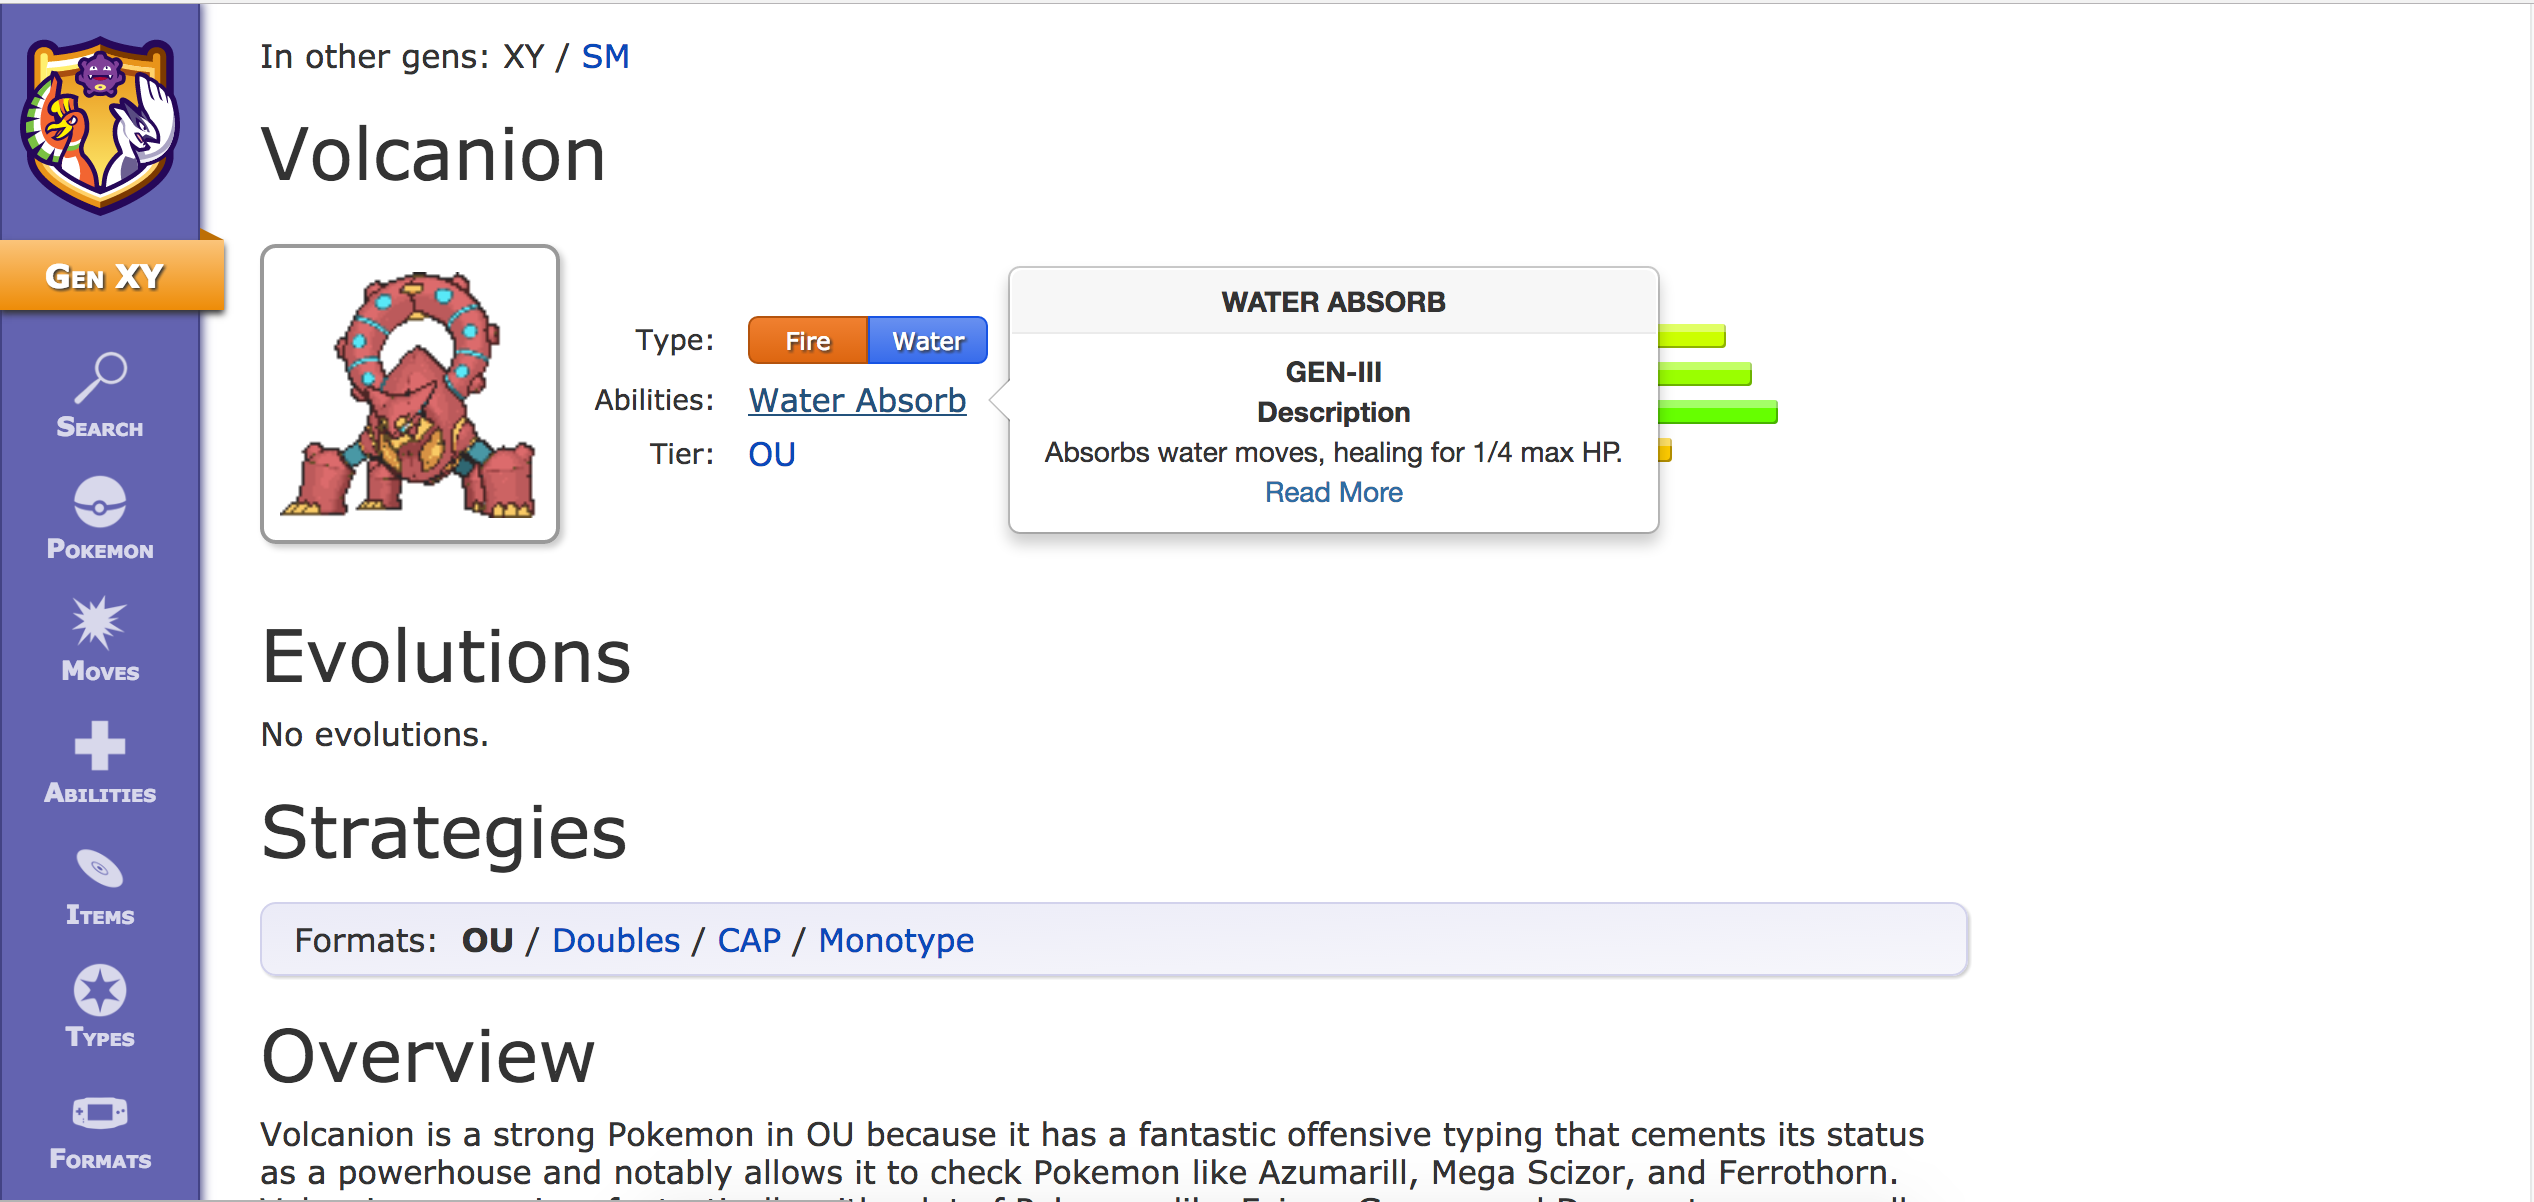 In other gens: XY / SM
Volcanion
GEN XY
SEARCH
POKEMON
MOVES
ABILITIES
ITEMS
TYPES
FORMATS
Type: Fire Water
Abilities: Water Absorb
Tier: OU
WATER ABSORB
GEN-III
Description
Absorbs water moves, healing for 1/4 max HP.
Read More
Evolutions
No evolutions.
Strategies
Formats: OU / Doubles / CAP / Monotype
Overview
Volcanion is a strong Pokemon in OU because it has a fantastic offensive typing that cements its status
as a powerhouse and notably allows it to check Pokemon like Azumarill, Mega Scizor, and Ferrothorn.